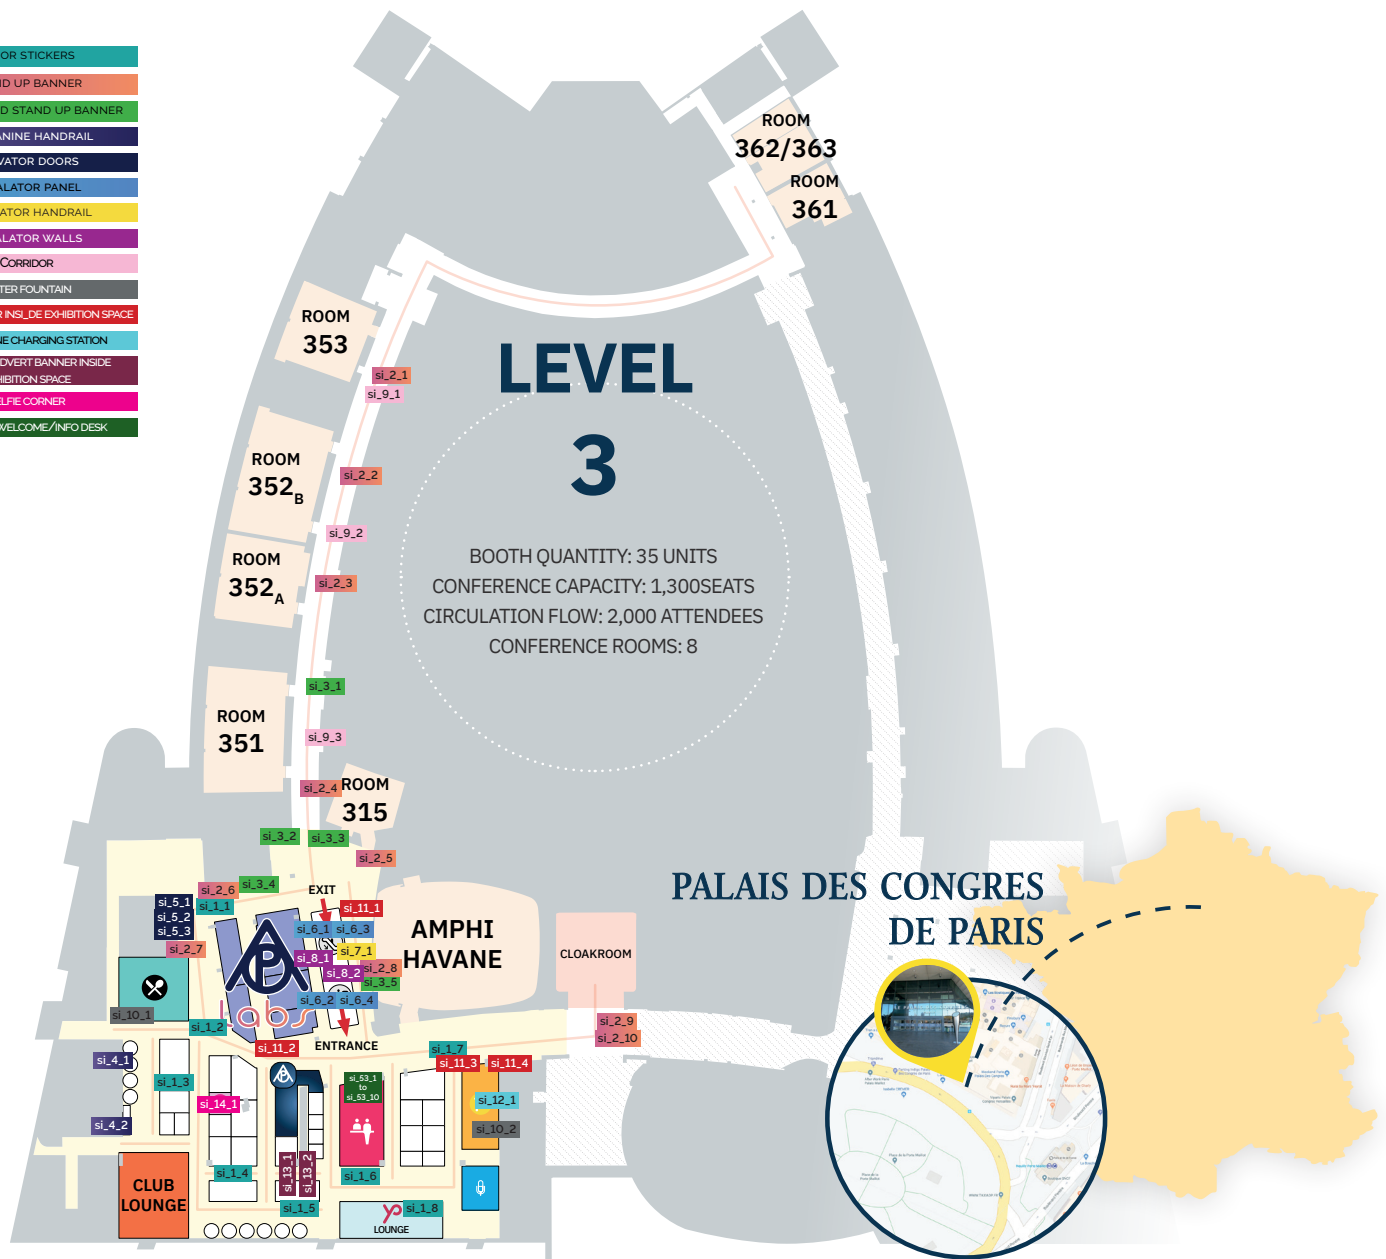 OR STICKERS
D UP BANNER
D STAND UP BANNER
ANINE HANDRAIL
VATOR DOORS
ALATOR PANEL
ATOR HANDRAIL
ALATOR WALLS
CORRIDOR
TER FOUNTAIN
R INSI_DE EXHIBITION SPACE
NE CHARGING STATION
DVERT BANNER INSIDE
HIBITION SPACE
ELFIE CORNER
WELCOME/INFO DESK
ROOM
362/363
ROOM
361
ROOM
353
si_2_1
si_9_1
LEVEL
3
ROOM
352B
si_2_2
si_9_2
ROOM
352A
si_2_3
BOOTH QUANTITY: 35 UNITS
CONFERENCE CAPACITY: 1,300SEATS
CIRCULATION FLOW: 2,000 ATTENDEES
CONFERENCE ROOMS: 8
si_3_1
ROOM
351
si_9_3
si_2_4
ROOM
315
si_3_2
si_3_3
si_2_5
PALAIS DES CONGRES
DE PARIS
si_2_6
si_3_4
EXIT
si_5_1
si_1_1
si_11_1
si_5_2
si_5_3
si_6_1
si_6_3
si_2_7
si_7_1
si_8_1
si_8_2
si_2_8
si_3_5
AMPHI
HAVANE
CLOAKROOM
APO
Labs
si_6_2
si_6_4
si_10_1
si_1_2
ENTRANCE
si_2_9
si_2_10
si_11_2
si_1_7
si_11_3
si_11_4
si_4_1
si_1_3
si_53_1
to
si_53_10
si_14_1
si_12_1
si_4_2
si_10_2
si_13_1
si_13_2
si_1_4
si_1_6
CLUB
LOUNGE
si_1_5
si_1_8
yp
LOUNGE